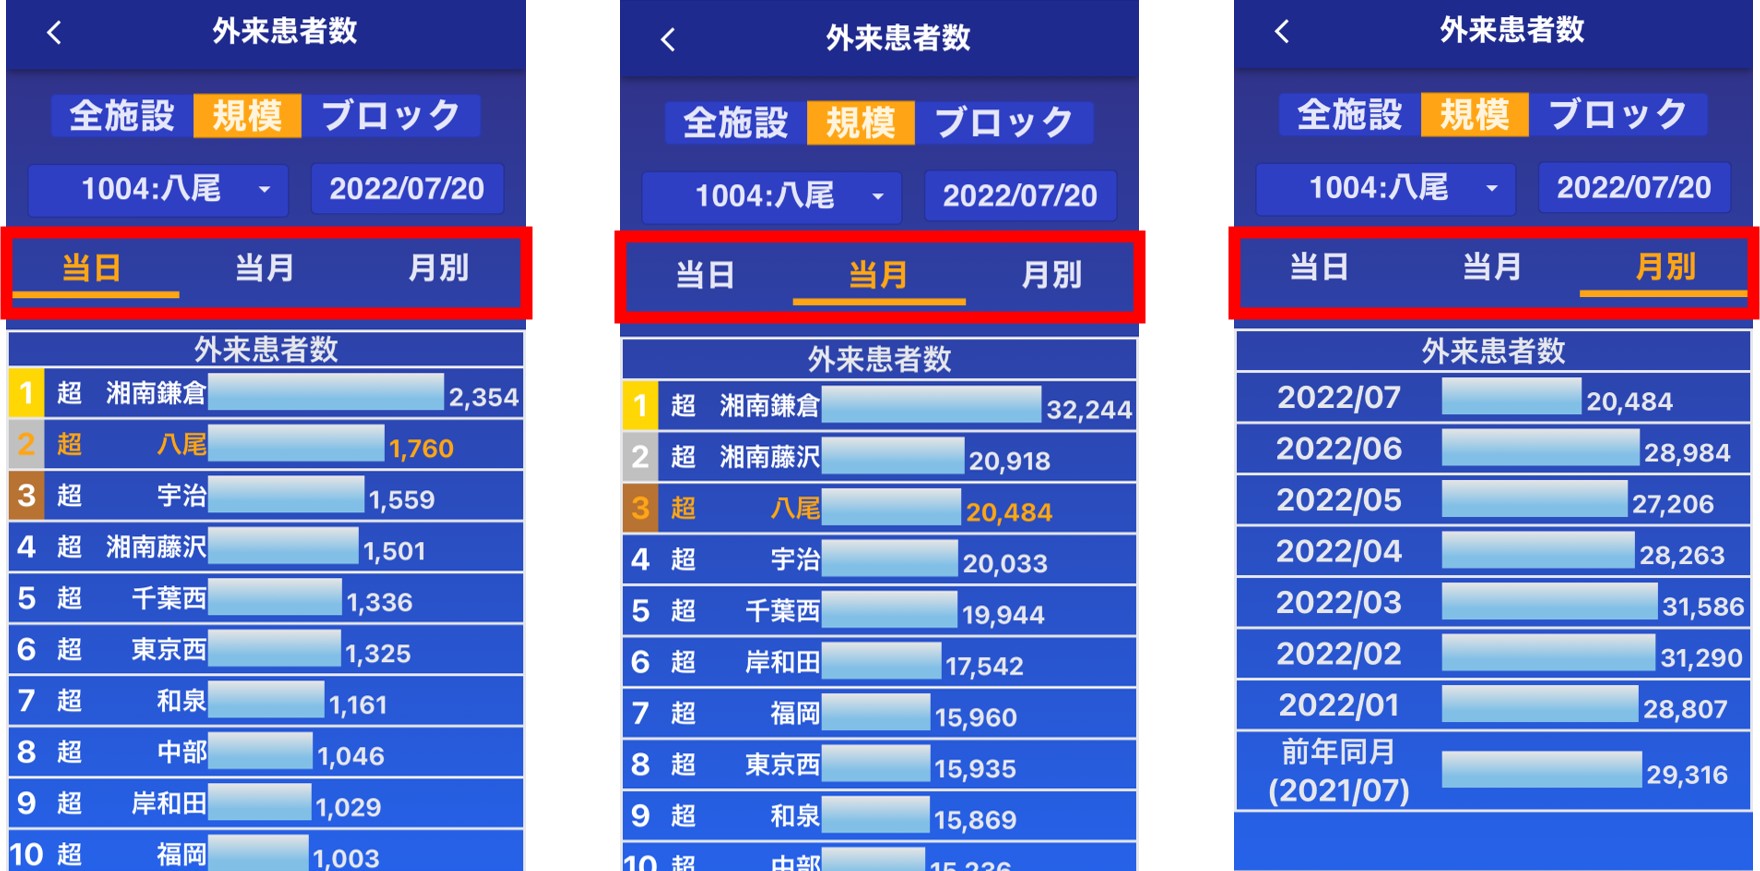 外来患者数
全施設 規模 ブロック
1004:八尾 2022/07/20
当日 当月 月別
外来患者数
1 超 湘南鎌倉 2,354
2 超 八尾 1,760
3 超 宇治 1,559
4 超 湘南藤沢 1,501
5 超 千葉西 1,336
6 超 東京西 1,325
7 超 和泉 1,161
8 超 中部 1,046
9 超 岸和田 1,029
10 超 福岡 1,003
外来患者数
全施設 規模 ブロック
1004:八尾 2022/07/20
当日 当月 月別
外来患者数
1 超 湘南鎌倉 32,244
2 超 湘南藤沢 20,918
3 超 八尾 20,484
4 超 宇治 20,033
5 超 千葉西 19,944
6 超 岸和田 17,542
7 超 福岡 15,960
8 超 東京西 15,935
9 超 和泉 15,869
10 超 中部 15,236
外来患者数
全施設 規模 ブロック
1004:八尾 2022/07/20
当日 当月 月別
外来患者数
2022/07 20,484
2022/06 28,984
2022/05 27,206
2022/04 28,263
2022/03 31,586
2022/02 31,290
2022/01 28,807
前年同月
(2021/07) 29,316